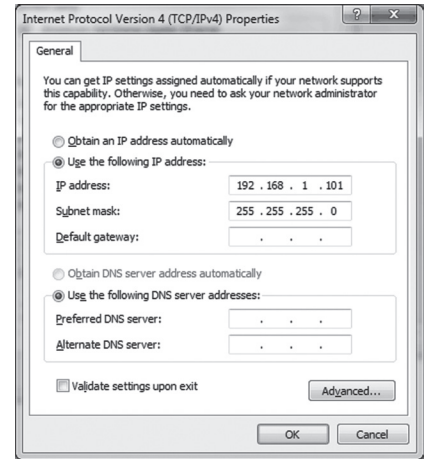 Internet Protocol Version 4 (TCP/IPv4) Properties
General
You can get IP settings assigned automatically if your network supports
this capability. Otherwise, you need to ask your network administrator
for the appropriate IP settings.
Obtain an IP address automatically
Use the following IP address:
IP address: 192 . 168 . 1 . 101
Subnet mask: 255 . 255 . 255 . 0
Default gateway: . . .
Obtain DNS server address automatically
Use the following DNS server addresses:
Preferred DNS server: . . .
Alternate DNS server: . . .
Validate settings upon exit
Advanced...
OK Cancel